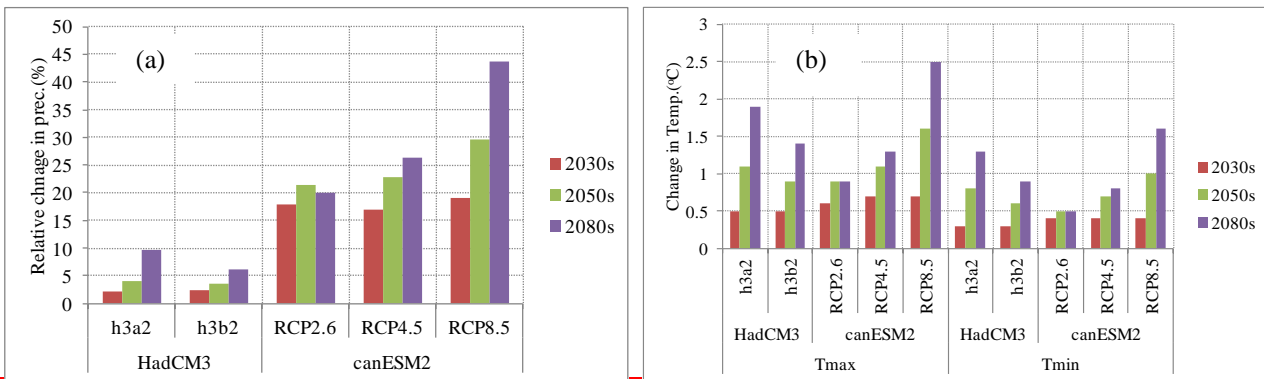 (a)
Relative chnage in prec.(%)
50
45
40
35
30
25
20
15
10
5
0
h3a2 h3b2 RCP2.6 RCP4.5 RCP8.5
HadCM3 canESM2
2030s
2050s
2080s
(b)
Change in Temp.(°C)
3
2.5
2
1.5
1
0.5
0
h3a2 h3b2 RCP2.6 RCP4.5 RCP8.5 h3a2 h3b2 RCP2.6 RCP4.5 RCP8.5
HadCM3 canESM2 HadCM3 canESM2
Tmax Tmin
2030s
2050s
2080s